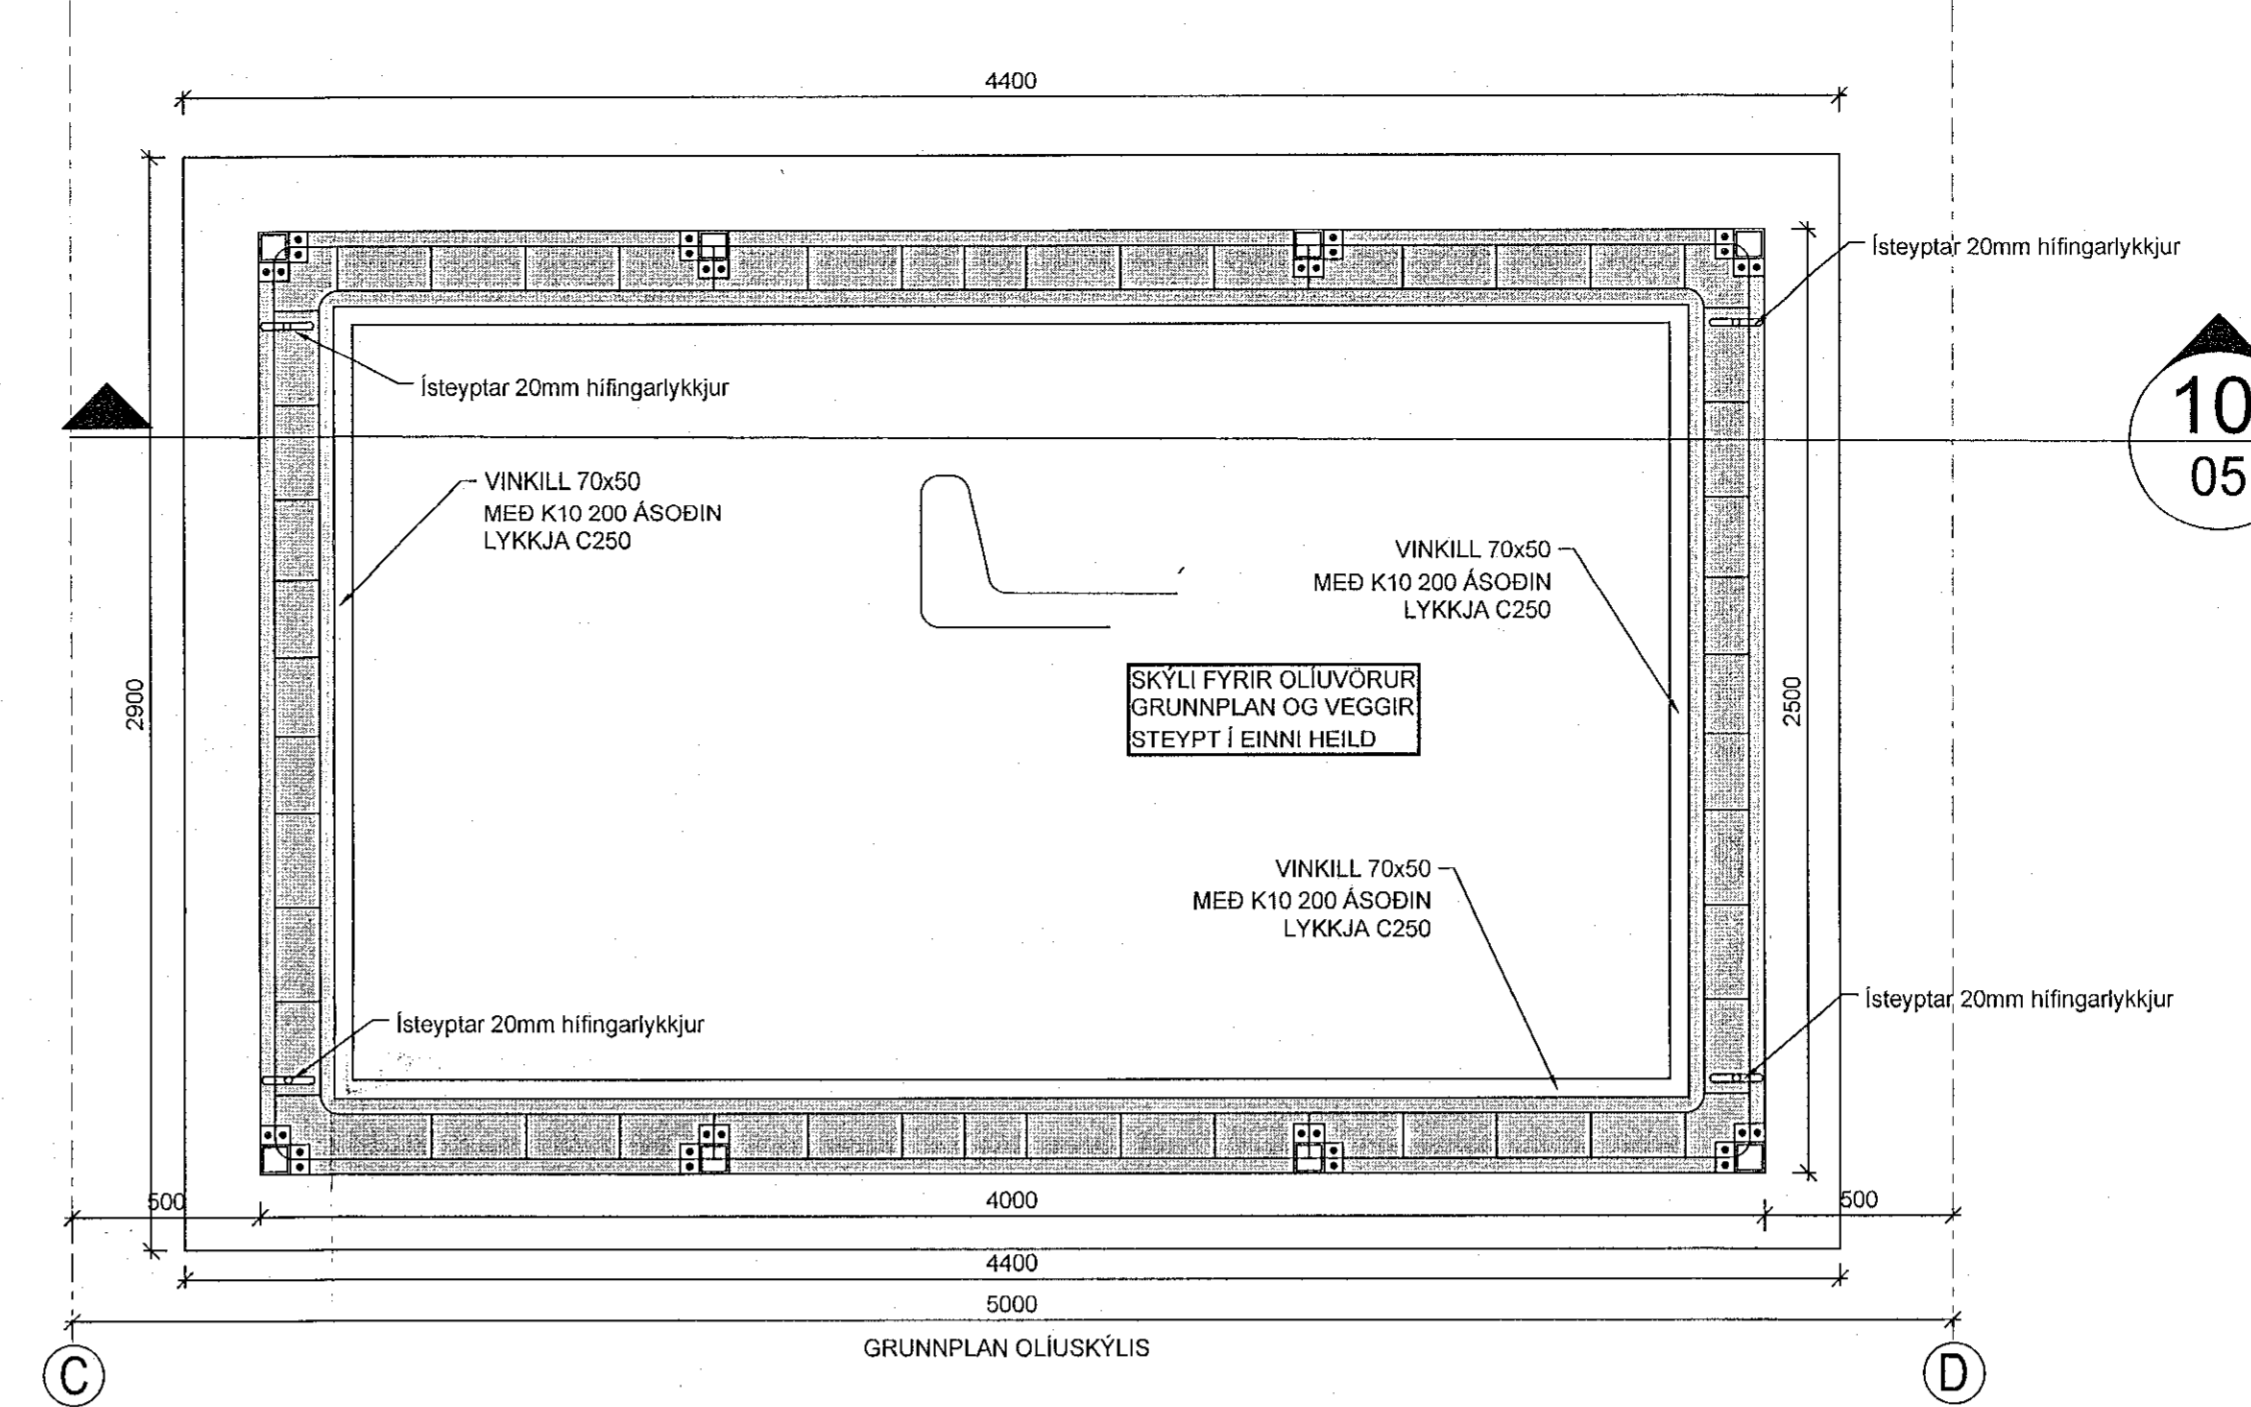 4400
Ísteyptar 20mm hífingarlykkjur
10
05
Ísteyptar 20mm hífingarlykkjur
VINKILL 70x50
MEÐ K10 200 ÁSOÐIN
LYKKJA C250
VINKILL 70x50
MEÐ K10 200 ÁSOÐIN
LYKKJA C250
SKÝLI FYRIR OLÍUVÖRUR
GRUNNPLAN OG VEGGIR
STEYPT Í EINNI HEILD
2900
2500
VINKILL 70x50
MEÐ K10 200 ÁSOÐIN
LYKKJA C250
Ísteyptar 20mm hífingarlykkjur
Ísteyptar 20mm hífingarlykkjur
500
4000
500
4400
5000
GRUNNPLAN OLÍUSKÝLIS
C
D